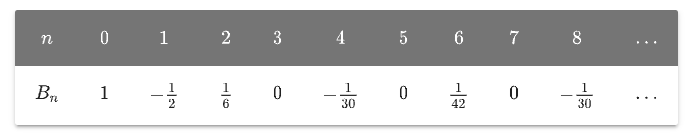 n 0 1 2 3 4 5 6 7 8 ...
Bₙ 1 −1/2 1/6 0 −1/30 0 1/42 0 −1/30 ...